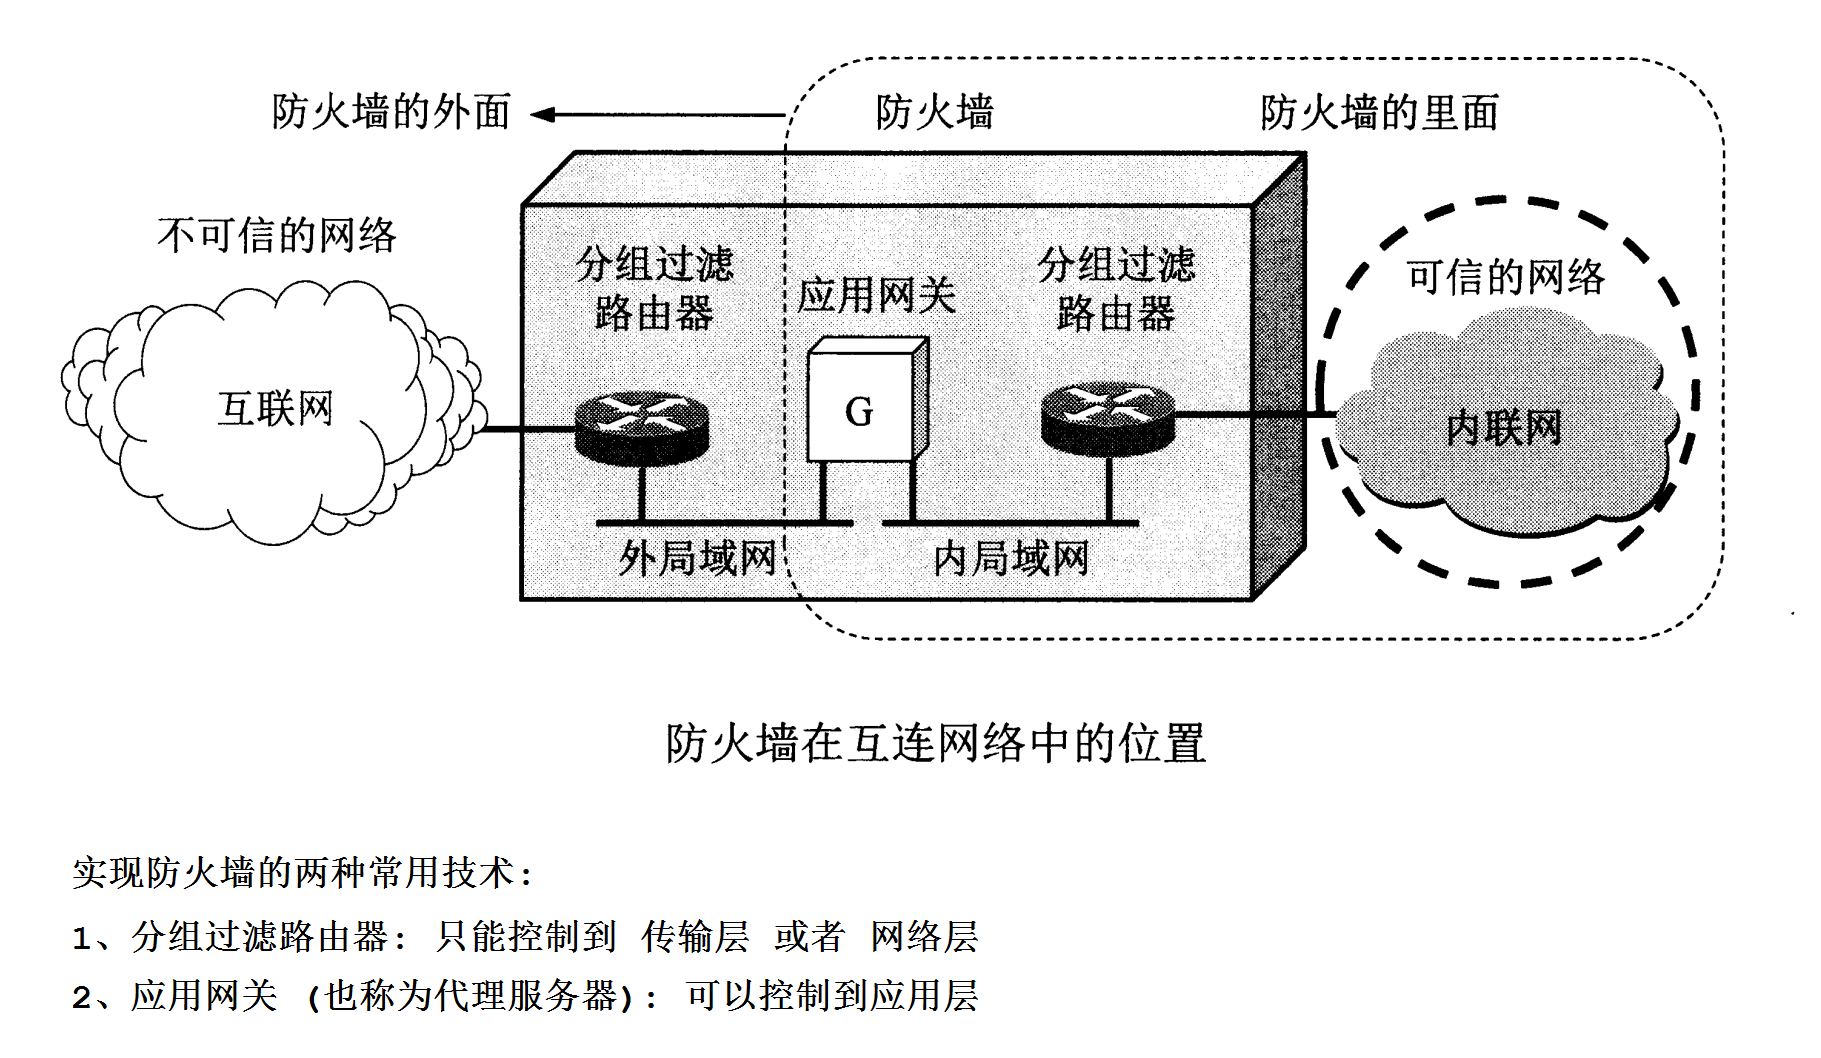 防火墙的外面
防火墙
防火墙的里面
不可信的网络
互联网
分组过滤
路由器
应用网关
G
分组过滤
路由器
外局域网
内局域网
可信的网络
内联网
防火墙在互连网络中的位置
实现防火墙的两种常用技术:
1、分组过滤路由器: 只能控制到 传输层 或者 网络层
2、应用网关 (也称为代理服务器): 可以控制到应用层